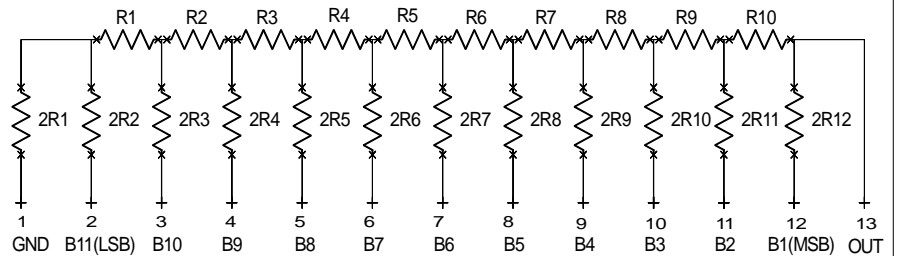 R1 R2 R3 R4 R5 R6 R7 R8 R9 R10
2R1 2R2 2R3 2R4 2R5 2R6 2R7 2R8 2R9 2R10 2R11 2R12
1 2 3 4 5 6 7 8 9 10 11 12 13
GND B11(LSB) B10 B9 B8 B7 B6 B5 B4 B3 B2 B1(MSB) OUT